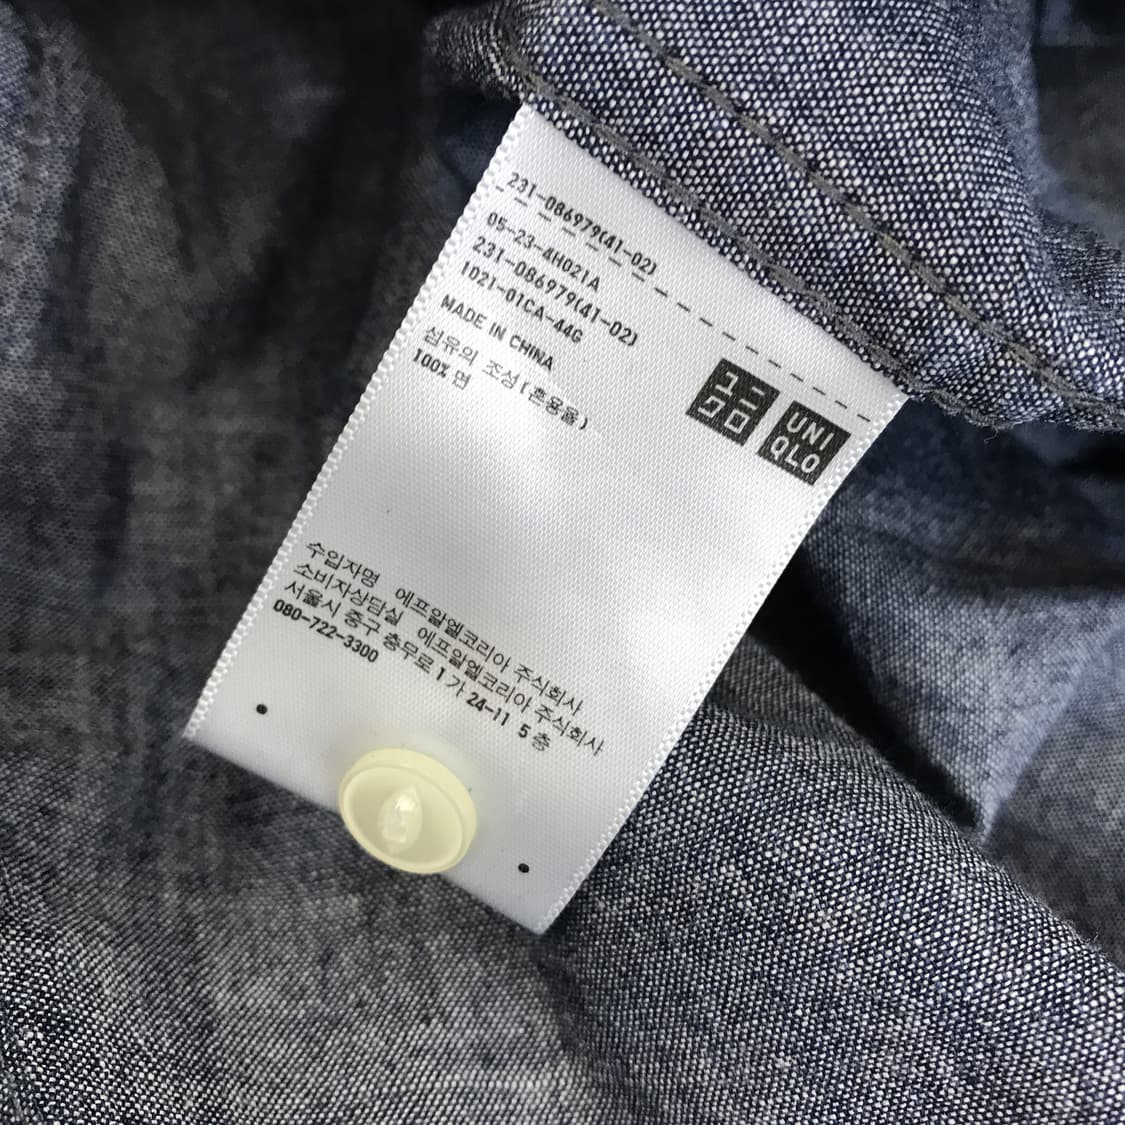 231-086979(41-02)
05-23-4H021A
231-086979(41-02)
1021-01CA-44G
MADE IN CHINA
섬유의 조성(혼용율)
100% 면
ユニ
クロ
UNI
QLO
수입자명 에프알엘코리아 주식회사
소비자상담실 에프알엘코리아 주식회사
서울시 중구 충무로 1 가 24-11 5 층
080-722-3300